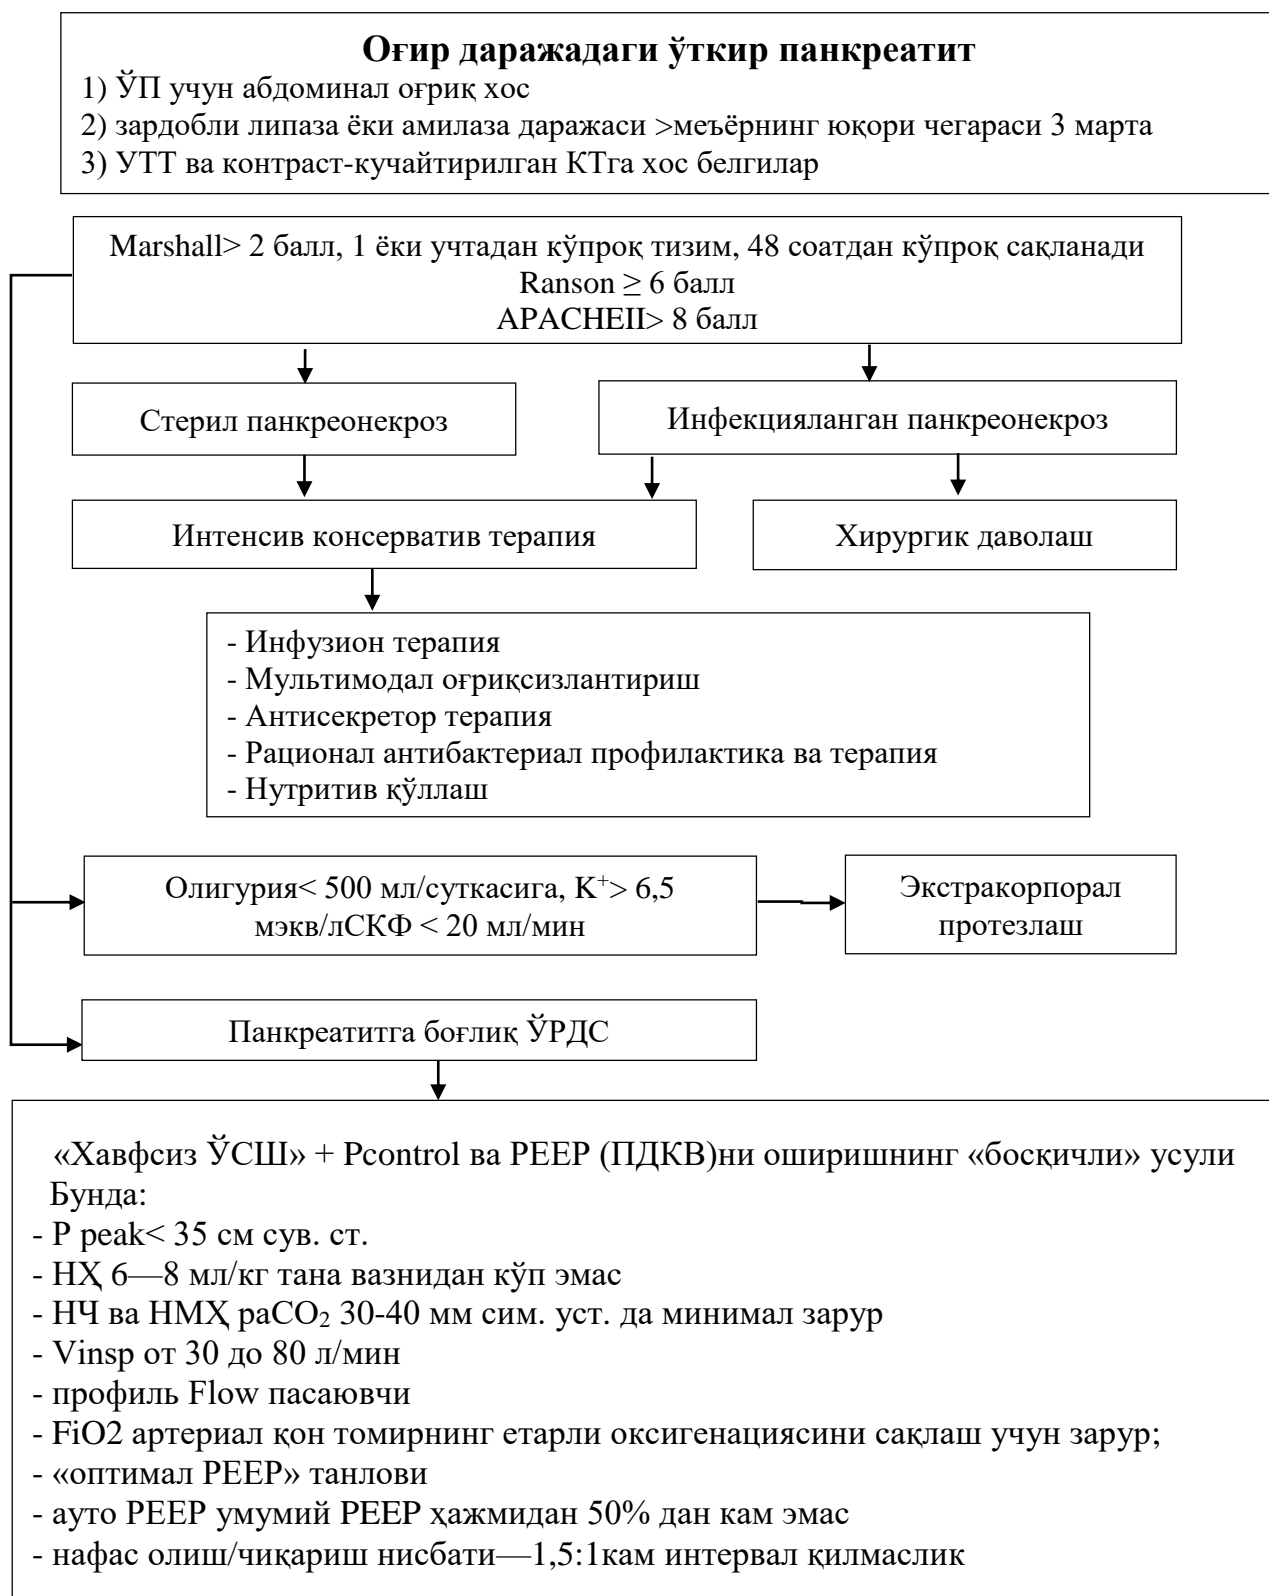 Оғир даражадаги ўткир панкреатит
1) ЎП учун абдоминал оғриқ хос
2) зардобли липаза ёки амилаза даражаси >меъёрнинг юқори чегараси 3 марта
3) УТТ ва контраст-кучайтирилган КТга хос белгилар
Marshall> 2 балл, 1 ёки учтадан кўпроқ тизим, 48 соатдан кўпроқ сақланади
Ranson ≥ 6 балл
APACHEII> 8 балл
Стерил панкреонекроз
Инфекцияланган панкреонекроз
Интенсив консерватив терапия
Хирургик даволаш
- Инфузион терапия
- Мультимодал оғриқсизлантириш
- Антисекретор терапия
- Рационал антибактериал профилактика ва терапия
- Нутритив қўллаш
Олигурия< 500 мл/суткасига, K⁺> 6,5
мэкв/лСКФ < 20 мл/мин
Экстракорпорал
протезлаш
Панкреатитга боғлиқ ЎРДС
«Хавфсиз ЎСШ» + Pcontrol ва PEEP (ПДКВ)ни оширишнинг «босқичли» усули
Бунда:
- P peak< 35 см сув. ст.
- НҲ 6—8 мл/кг тана вазнидан кўп эмас
- НЧ ва НМҲ раСО₂ 30-40 мм сим. уст. да минимал зарур
- Vinsp от 30 до 80 л/мин
- профиль Flow пасаювчи
- FiO2 артериал қон томирнинг етарли оксигенациясини сақлаш учун зарур;
- «оптимал PEEP» танлови
- ауто PEEP умумий PEEP ҳажмидан 50% дан кам эмас
- нафас олиш/чиқариш нисбати—1,5:1кам интервал қилмаслик